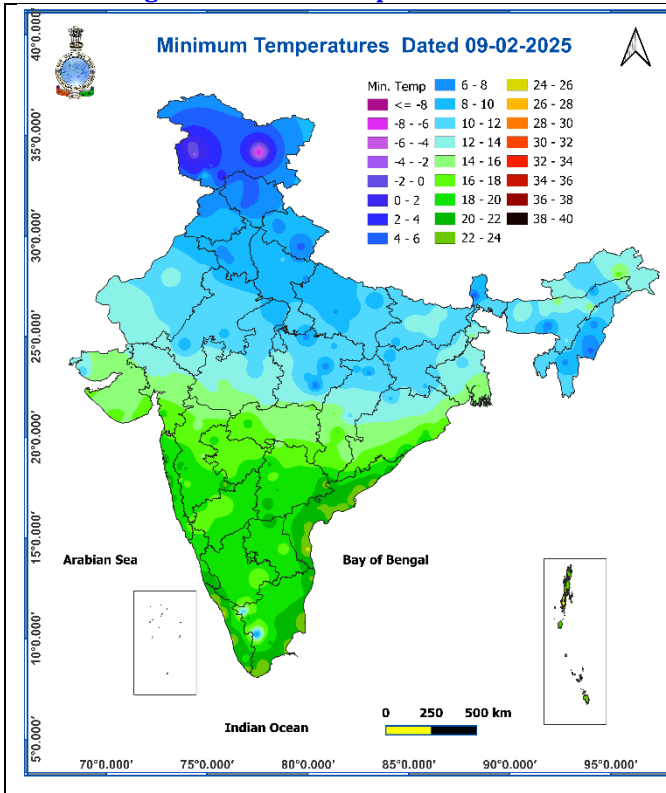 Minimum Temperatures Dated 09-02-2025
Min. Temp
<= -8
-8 - -6
-6 - -4
-4 - -2
-2 - 0
0 - 2
2 - 4
4 - 6
6 - 8
8 - 10
10 - 12
12 - 14
14 - 16
16 - 18
18 - 20
20 - 22
22 - 24
24 - 26
26 - 28
28 - 30
30 - 32
32 - 34
34 - 36
36 - 38
38 - 40
40°0.000'
35°0.000'
30°0.000'
25°0.000'
20°0.000'
15°0.000'
10°0.000'
5°0.000'
Arabian Sea
Bay of Bengal
Indian Ocean
0 250 500 km
70°0.000' 75°0.000' 80°0.000' 85°0.000' 90°0.000' 95°0.000'